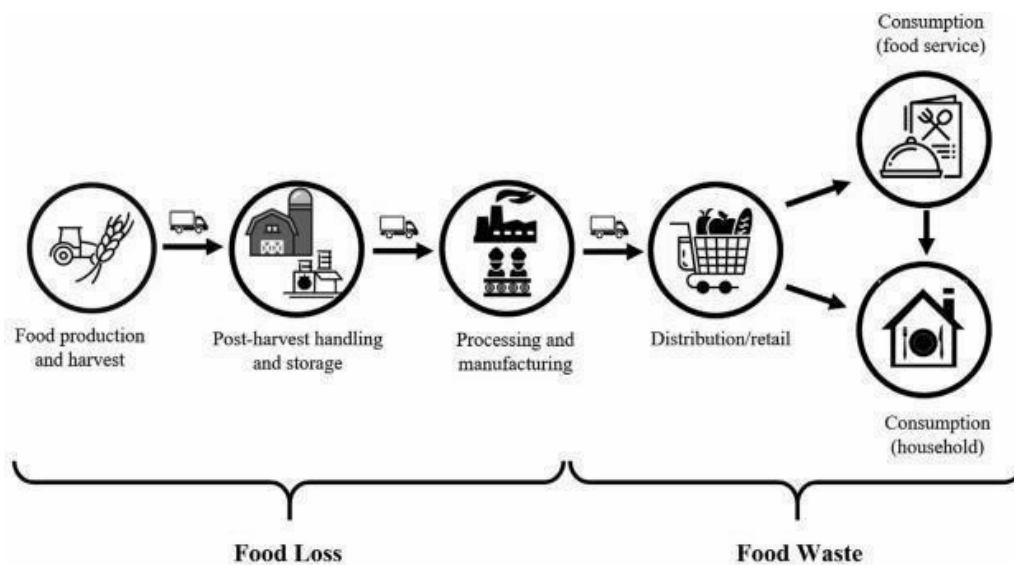 Consumption
(food service)
Food production
and harvest
Post-harvest handling
and storage
Processing and
manufacturing
Distribution/retail
Consumption
(household)
Food Loss
Food Waste